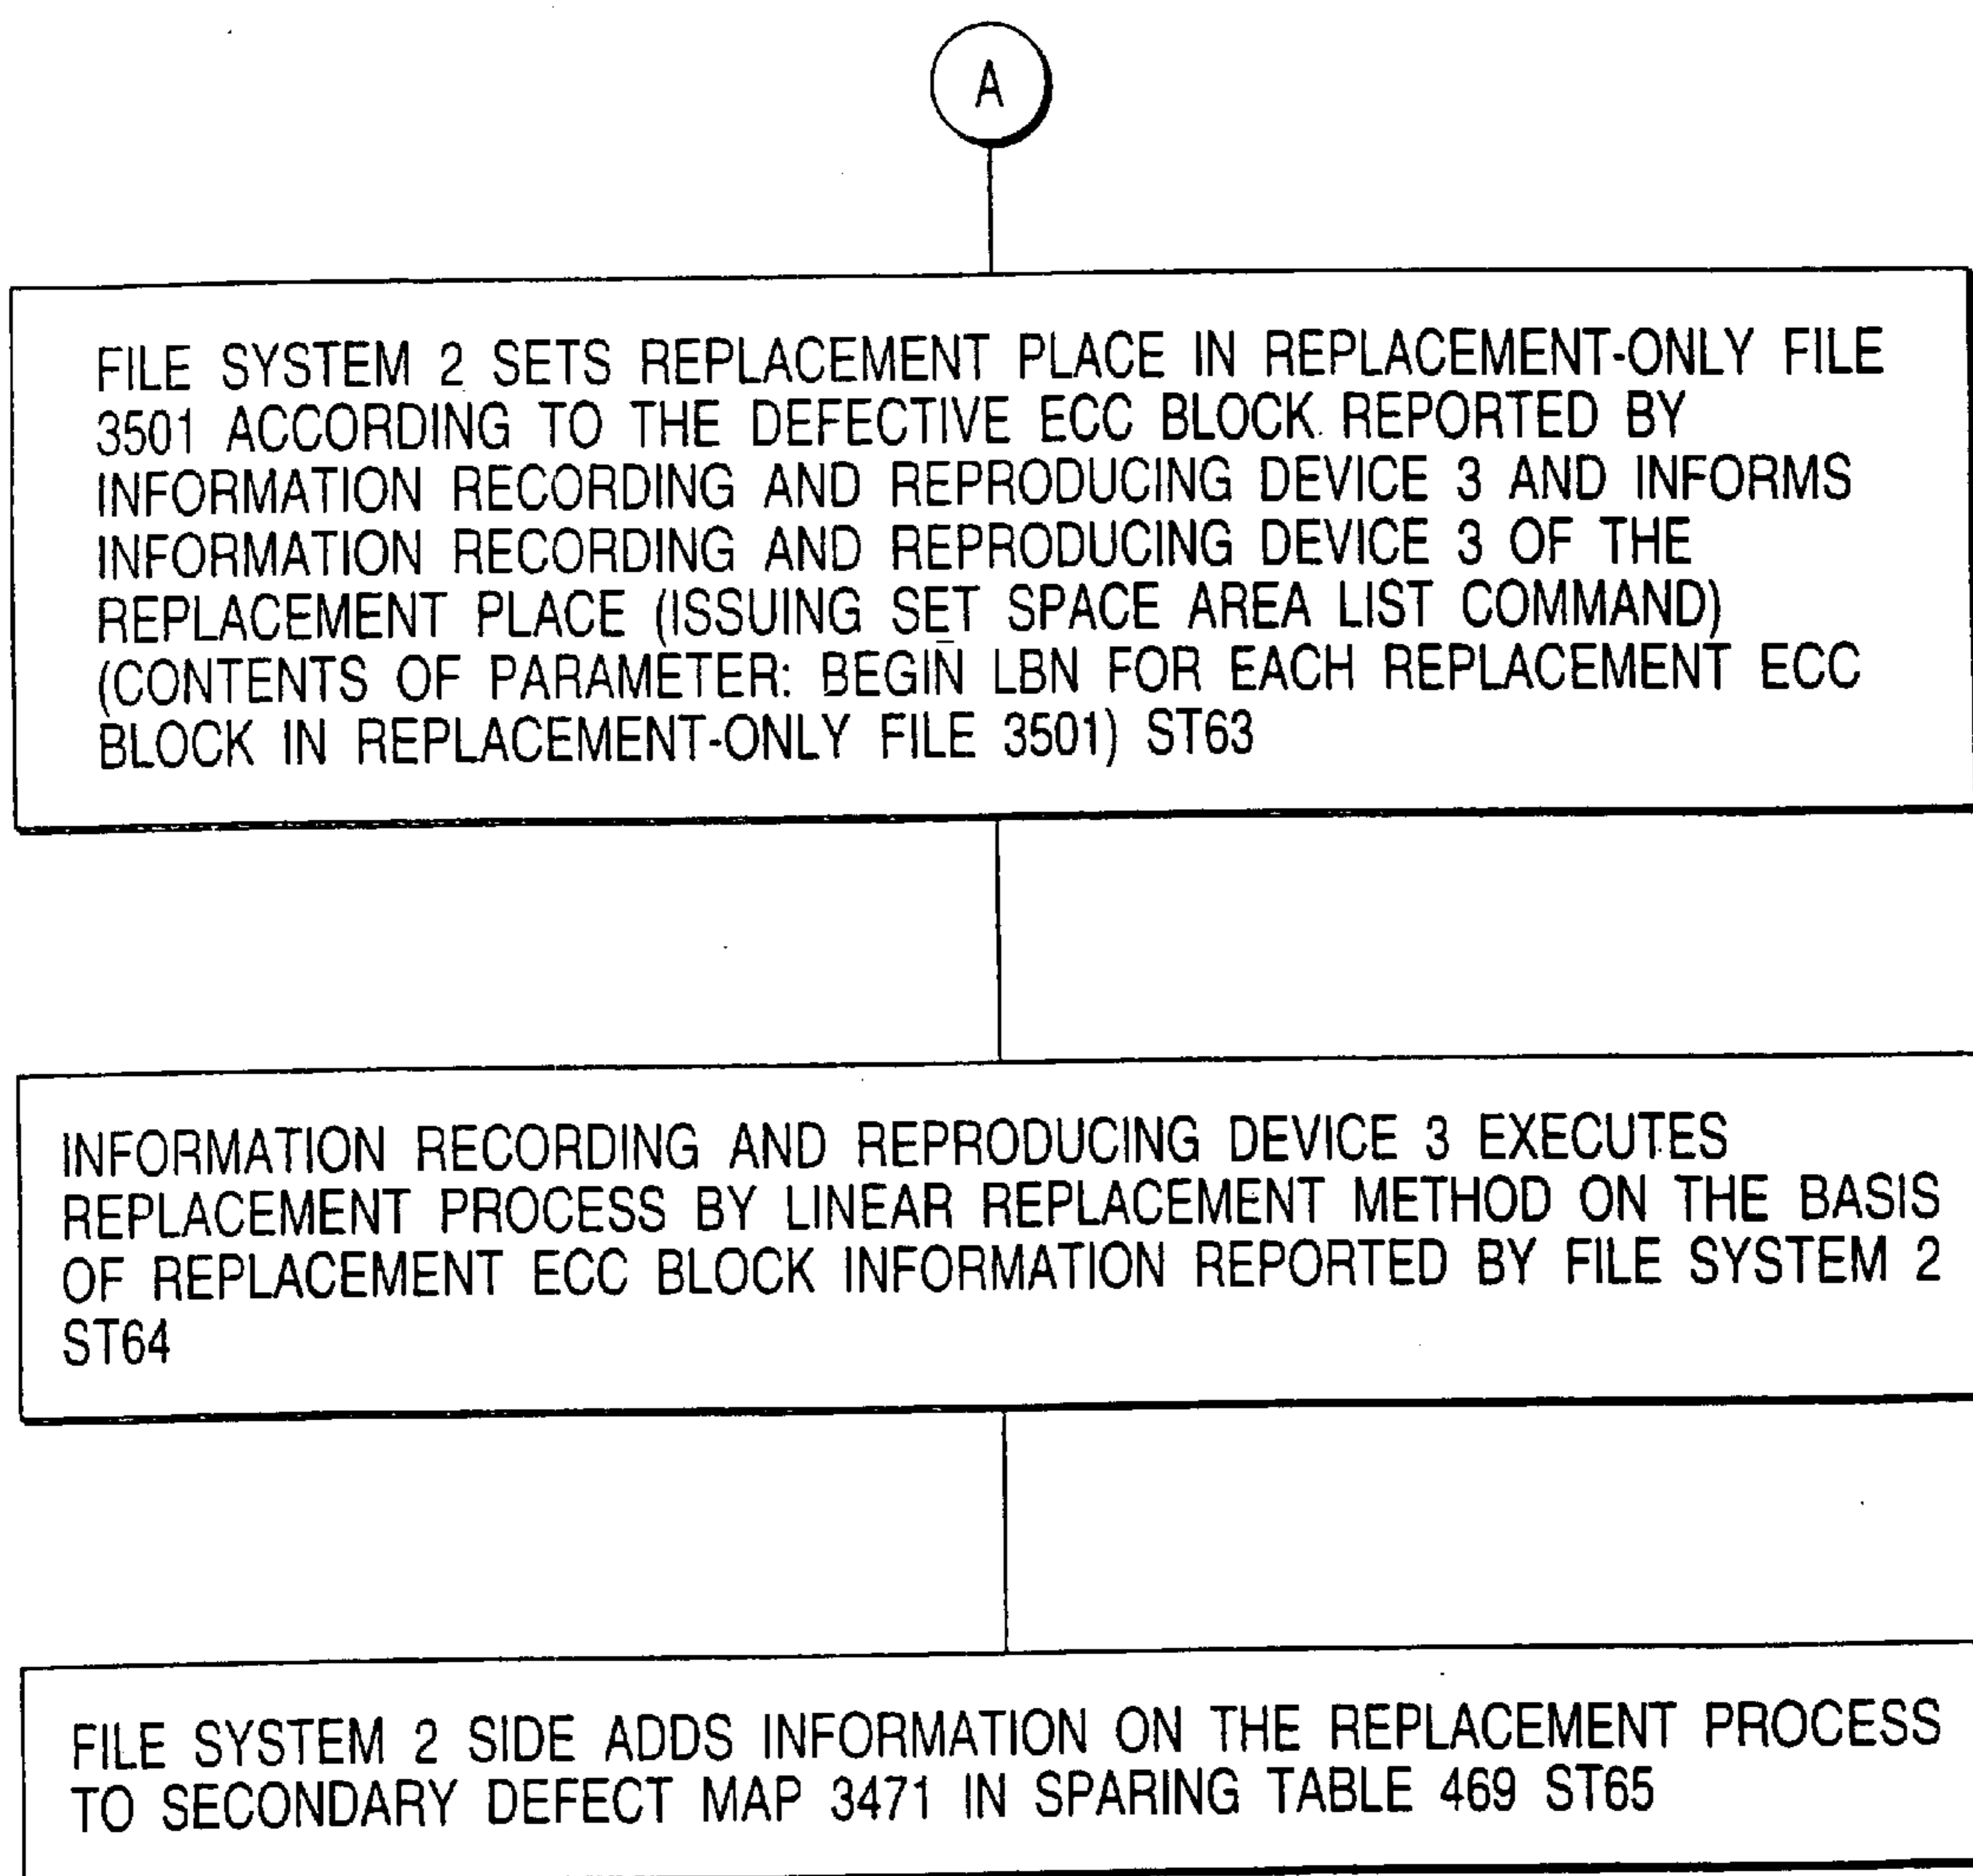 A
FILE SYSTEM 2 SETS REPLACEMENT PLACE IN REPLACEMENT-ONLY FILE
3501 ACCORDING TO THE DEFECTIVE ECC BLOCK REPORTED BY
INFORMATION RECORDING AND REPRODUCING DEVICE 3 AND INFORMS
INFORMATION RECORDING AND REPRODUCING DEVICE 3 OF THE
REPLACEMENT PLACE (ISSUING SET SPACE AREA LIST COMMAND)
(CONTENTS OF PARAMETER: BEGIN LBN FOR EACH REPLACEMENT ECC
BLOCK IN REPLACEMENT-ONLY FILE 3501) ST63
INFORMATION RECORDING AND REPRODUCING DEVICE 3 EXECUTES
REPLACEMENT PROCESS BY LINEAR REPLACEMENT METHOD ON THE BASIS
OF REPLACEMENT ECC BLOCK INFORMATION REPORTED BY FILE SYSTEM 2
ST64
FILE SYSTEM 2 SIDE ADDS INFORMATION ON THE REPLACEMENT PROCESS
TO SECONDARY DEFECT MAP 3471 IN SPARING TABLE 469 ST65